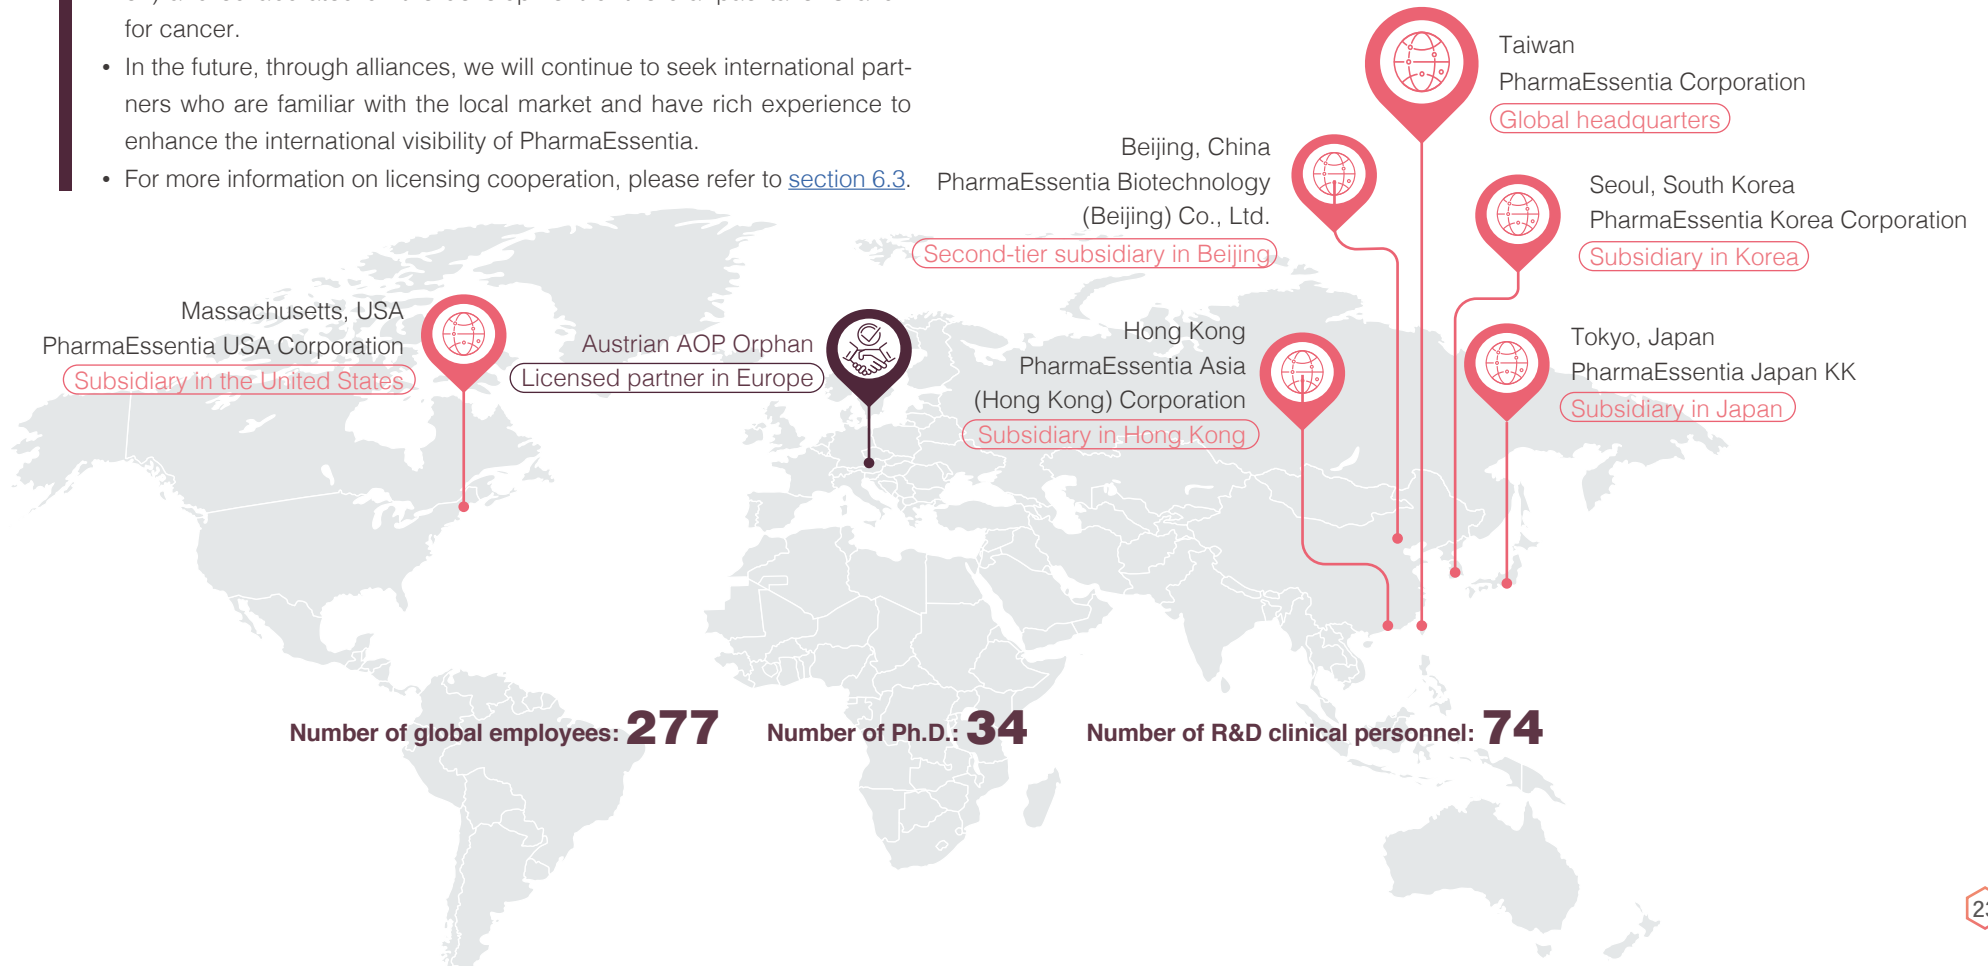 for cancer.
• In the future, through alliances, we will continue to seek international part-
ners who are familiar with the local market and have rich experience to
enhance the international visibility of PharmaEssentia.
• For more information on licensing cooperation, please refer to section 6.3.
Taiwan
PharmaEssentia Corporation
Global headquarters
Beijing, China
PharmaEssentia Biotechnology
(Beijing) Co., Ltd.
Second-tier subsidiary in Beijing
Seoul, South Korea
PharmaEssentia Korea Corporation
Subsidiary in Korea
Massachusetts, USA
PharmaEssentia USA Corporation
Subsidiary in the United States
Austrian AOP Orphan
Licensed partner in Europe
Hong Kong
PharmaEssentia Asia
(Hong Kong) Corporation
Subsidiary in Hong Kong
Tokyo, Japan
PharmaEssentia Japan KK
Subsidiary in Japan
Number of global employees: 277
Number of Ph.D.: 34
Number of R&D clinical personnel: 74